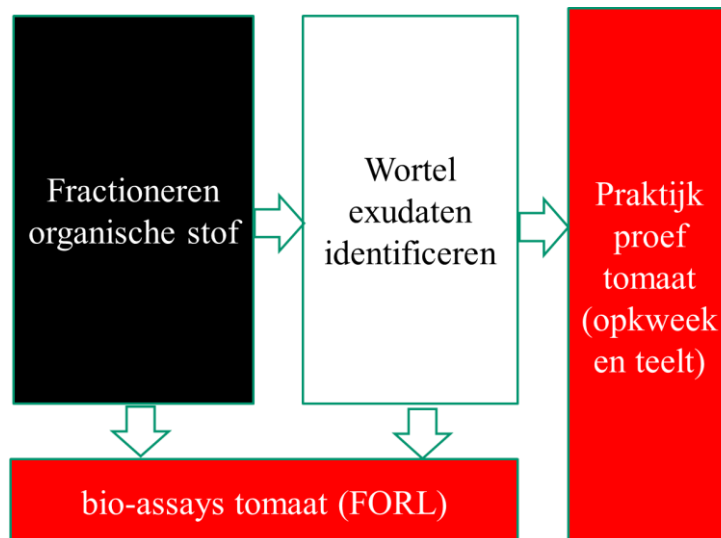 Fractioneren
organische stof
Wortel
exudaten
identificeren
Praktijk
proef
tomaat
(opkweek
en teelt)
bio-assays tomaat (FORL)